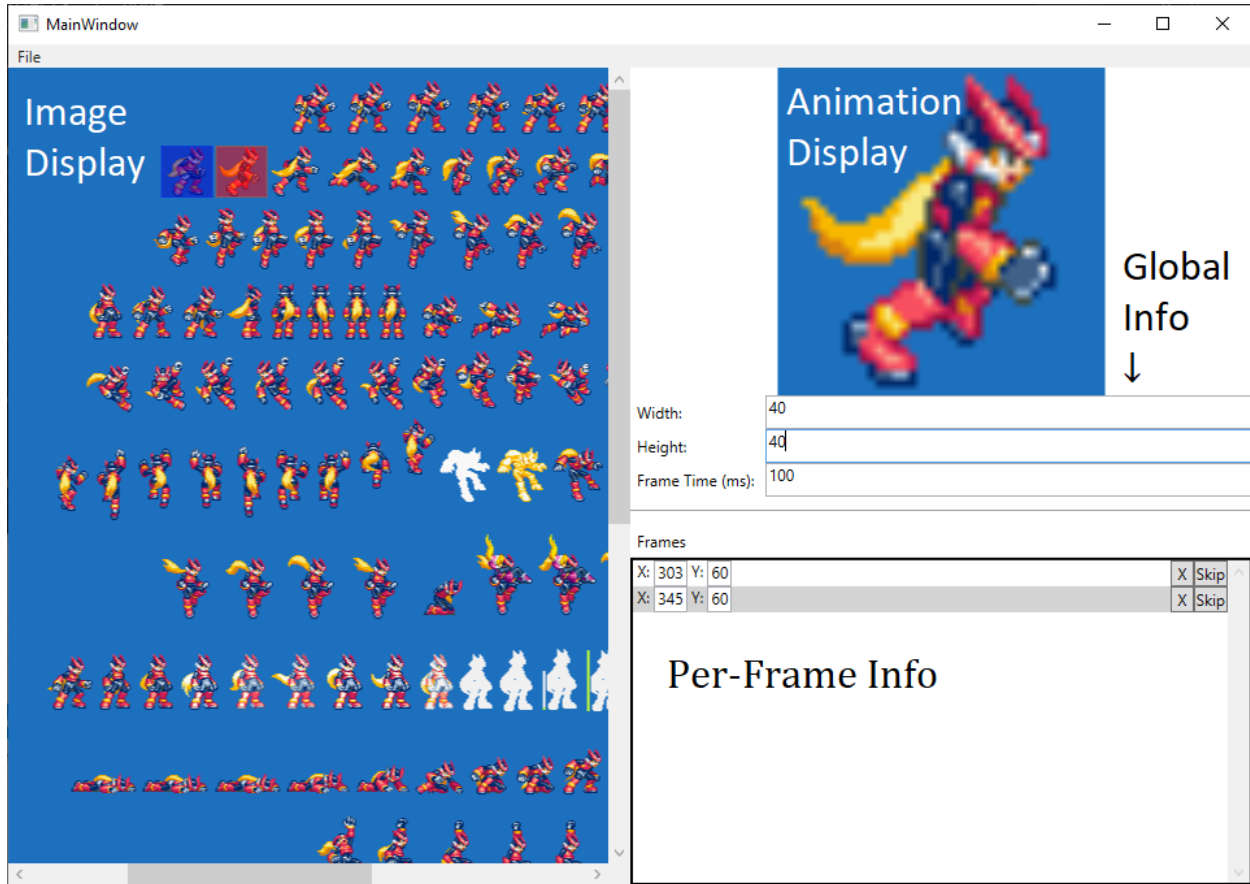 MainWindow
File
Image
Display
Animation
Display
Global
Info
↓
Width: 40
Height: 40
Frame Time (ms): 100
Frames
X: 303 Y: 60 X Skip
X: 345 Y: 60 X Skip
Per-Frame Info